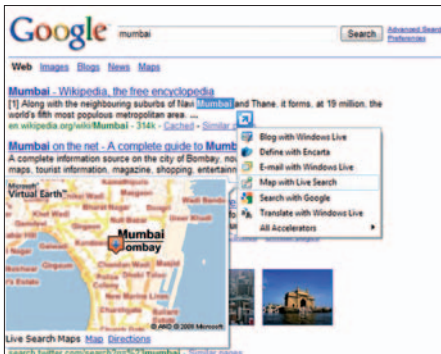 Google
mumbai
Search
Advanced Search
Preferences
Web Images Blogs News Maps
Mumbai - Wikipedia, the free encyclopedia
[1] Along with the neighbouring suburbs of Navi Mumbai and Thane, it forms, at 19 million, the
world's fifth most populous metropolitan area. ...
en.wikipedia.org/wiki/Mumbai - 314k - Cached - Similar
Mumbai on the net - A complete guide to Mumb
A complete information source on the city of Bombay, now
maps, tourist information, magazine, shopping, entertain
Blog with Windows Live
Define with Encarta
E-mail with Windows Live
Map with Live Search
Search with Google
Translate with Windows Live
All Accelerators
Microsoft
Virtual Earth™
Mumbai
Bombay
© 2009 Microsoft
Live Search Maps Map Directions